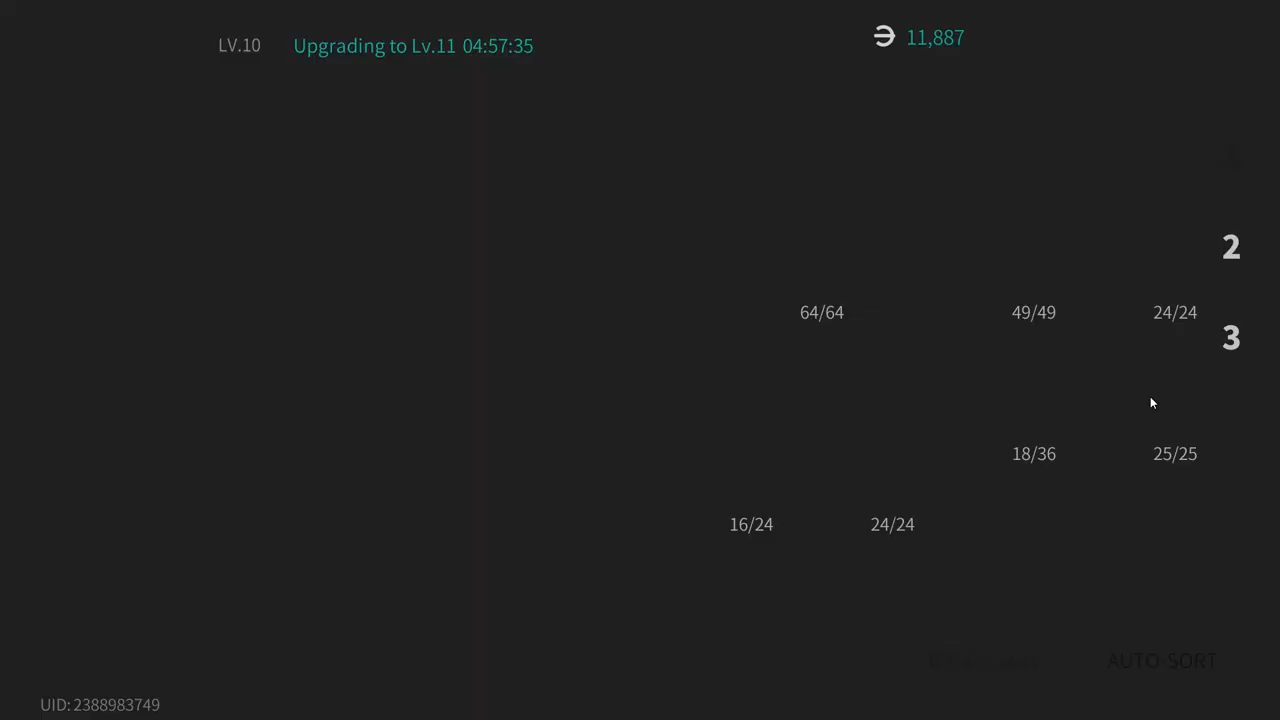 LV.10
Upgrading to Lv.11 04:57:35
11,887
2
64/64
49/49
24/24
3
18/36
25/25
16/24
24/24
AUTO-SORT
UID: 2388983749